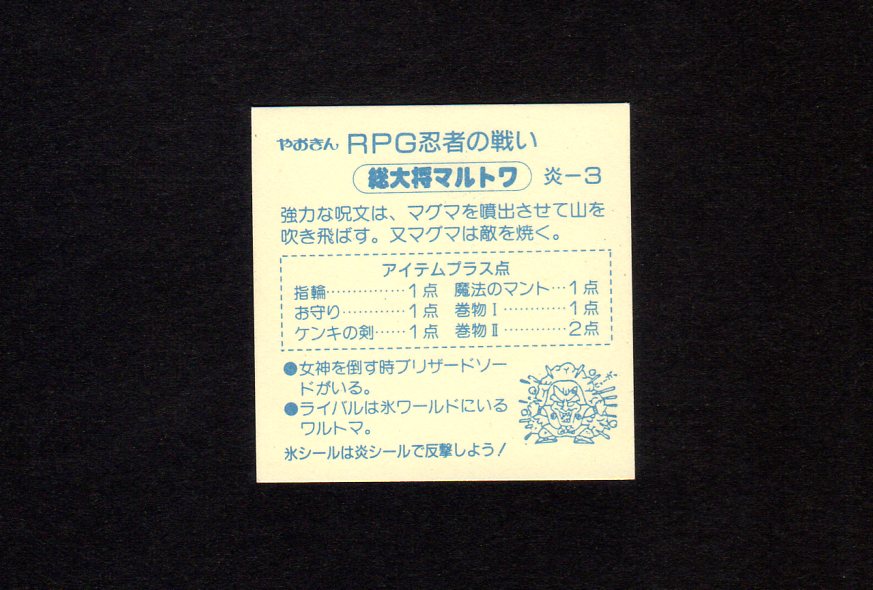 やおきん RPG忍者の戦い
総大将マルトワ 炎－3
強力な呪文は、マグマを噴出させて山を
吹き飛ばす。又マグマは敵を焼く。
アイテムプラス点
指輪……………1点 魔法のマント…1点
お守り…………1点 巻物Ⅰ…………1点
ケンキの剣……1点 巻物Ⅱ…………2点
●女神を倒す時ブリザードソー
ドがいる。
●ライバルは氷ワールドにいる
ワルトマ。
氷シールは炎シールで反撃しよう！